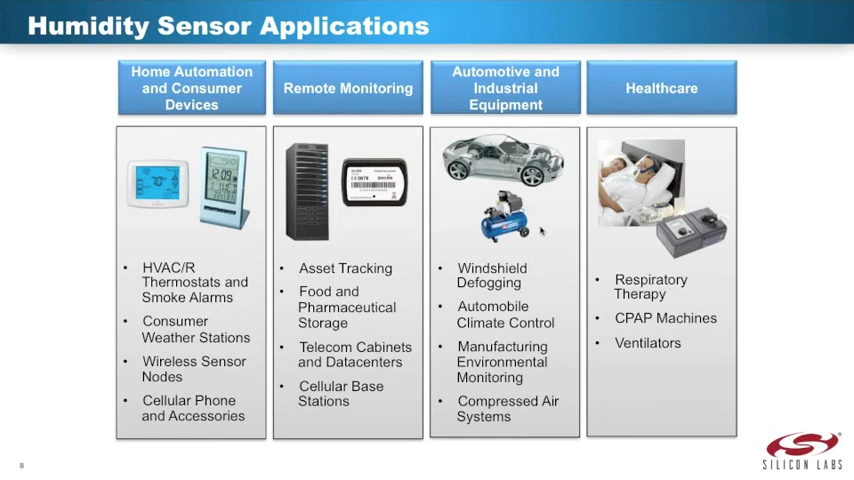 Humidity Sensor Applications
Home Automation
and Consumer
Devices
Remote Monitoring
Automotive and
Industrial
Equipment
Healthcare
• HVAC/R
Thermostats and
Smoke Alarms
• Consumer
Weather Stations
• Wireless Sensor
Nodes
• Cellular Phone
and Accessories
• Asset Tracking
• Food and
Pharmaceutical
Storage
• Telecom Cabinets
and Datacenters
• Cellular Base
Stations
• Windshield
Defogging
• Automobile
Climate Control
• Manufacturing
Environmental
Monitoring
• Compressed Air
Systems
• Respiratory
Therapy
• CPAP Machines
• Ventilators
8
SILICON LABS